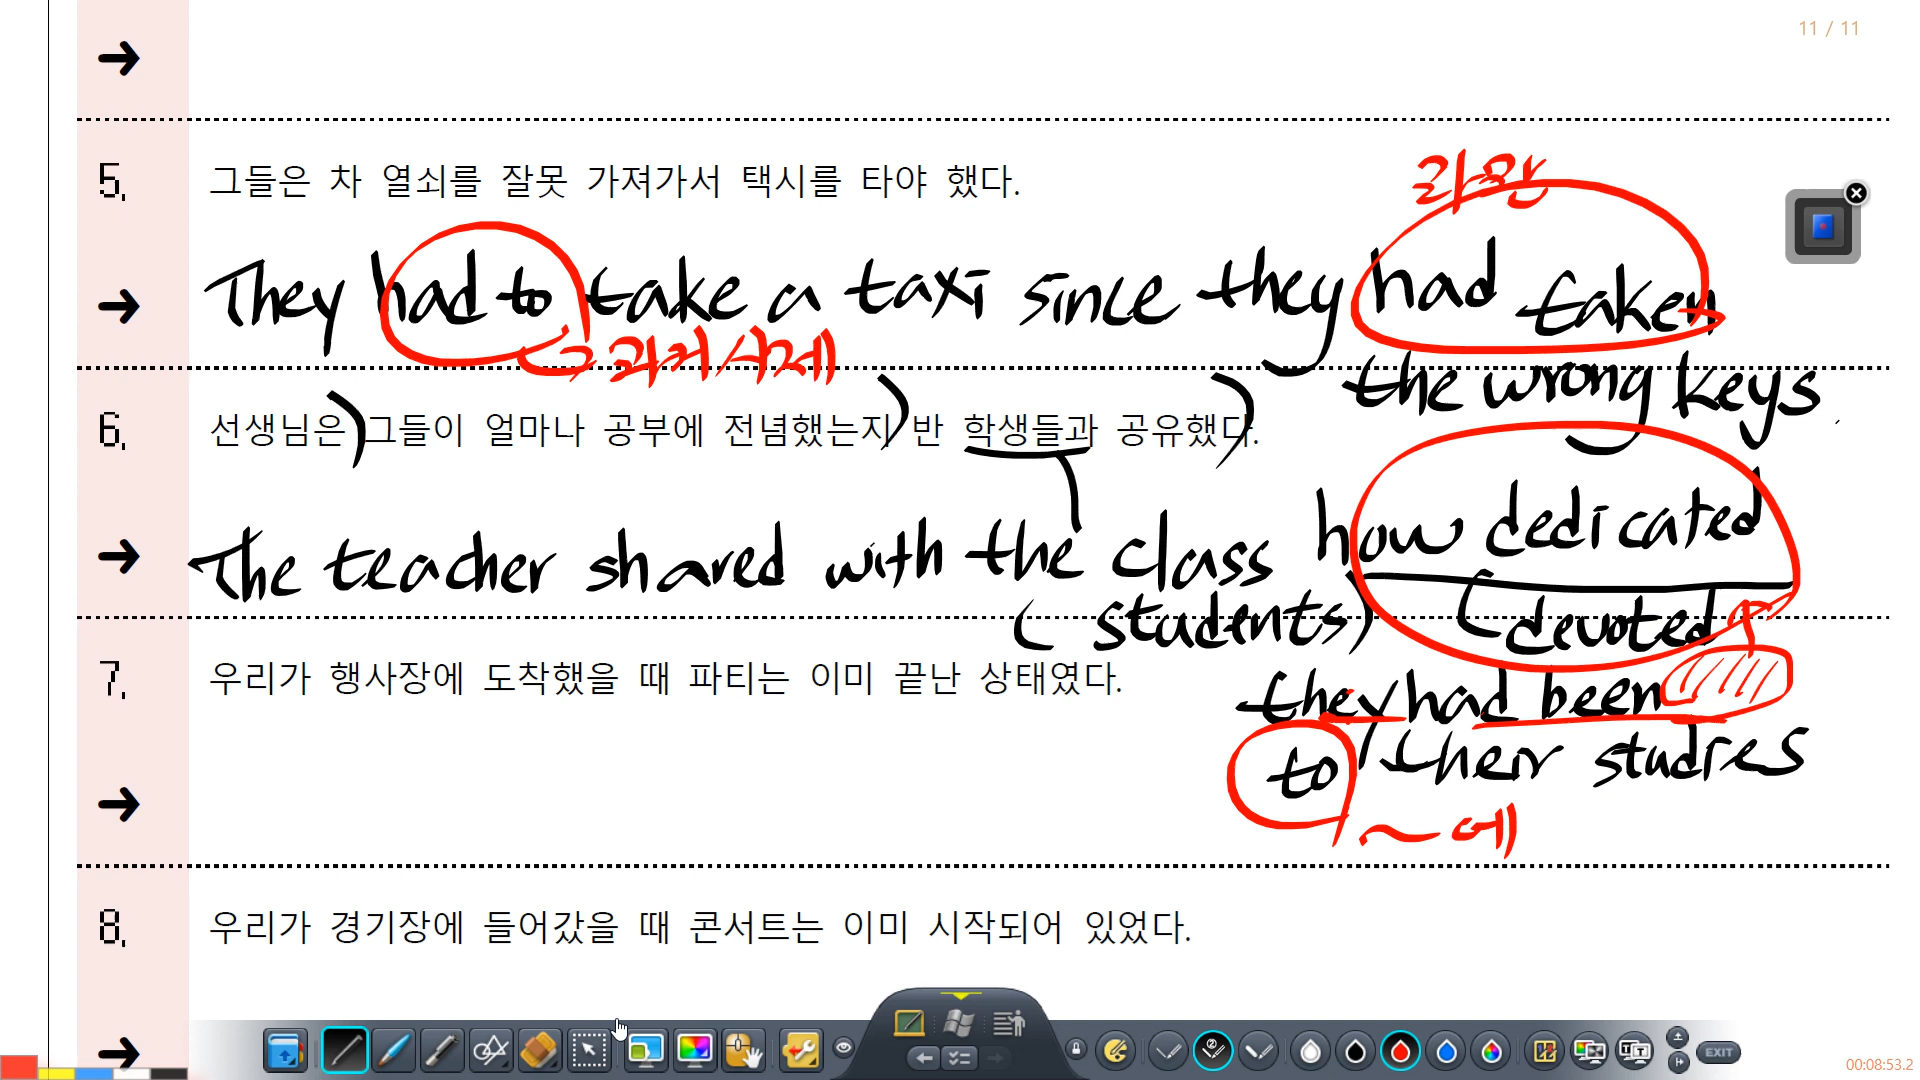 11 / 11
5. 그들은 차 열쇠를 잘못 가져가서 택시를 타야 했다.
과완
They had to take a taxi since they had taken
과거시제
the wrong keys
6. 선생님은 그들이 얼마나 공부에 전념했는지 반 학생들과 공유했다.
The teacher shared with the class how dedicated
(students) (devoted
7. 우리가 행사장에 도착했을 때 파티는 이미 끝난 상태였다.
they had been
to their studies
~에
8. 우리가 경기장에 들어갔을 때 콘서트는 이미 시작되어 있었다.
EXIT
00:08:53.2